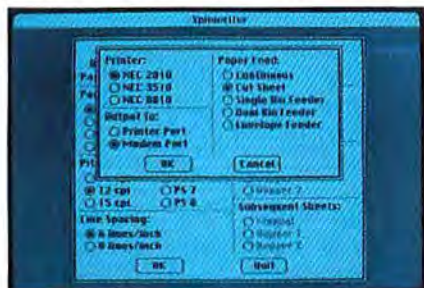 Spinwriter
Printer:
NEC 2010
NEC 3510
NEC 8810
Output To:
Printer Port
Modem Port
OK
Paper Feed:
Continuous
Cut Sheet
Single Bin Feeder
Dual Bin Feeder
Envelope Feeder
Cancel
12 cpi
PS 7
15 cpi
PS 8
Line Spacing:
6 lines/inch
8 lines/inch
Hopper 2
Subsequent Sheets:
Manual
Hopper 1
Hopper 2
OK
Quit